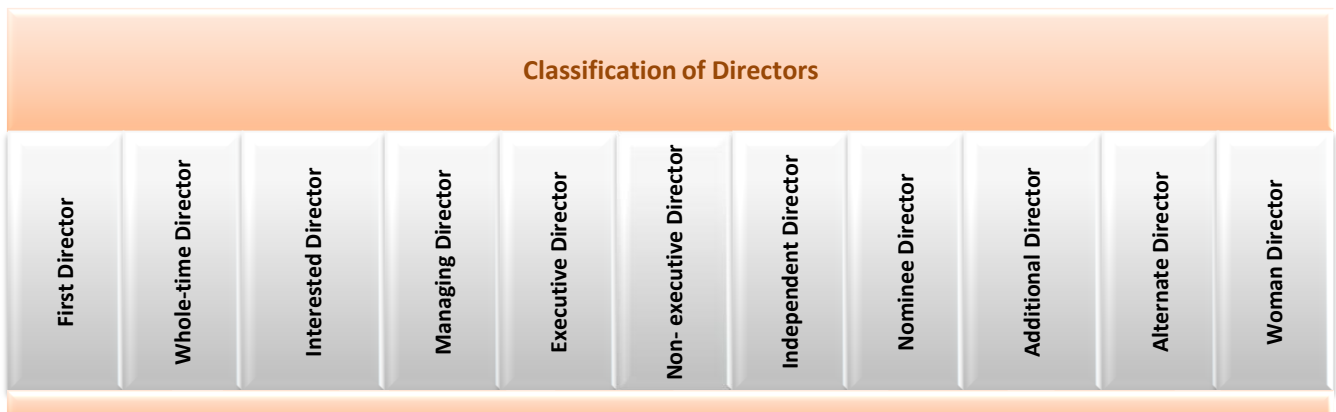 Classification of Directors
First Director
Whole-time Director
Interested Director
Managing Director
Executive Director
Non- executive Director
Independent Director
Nominee Director
Additional Director
Alternate Director
Woman Director